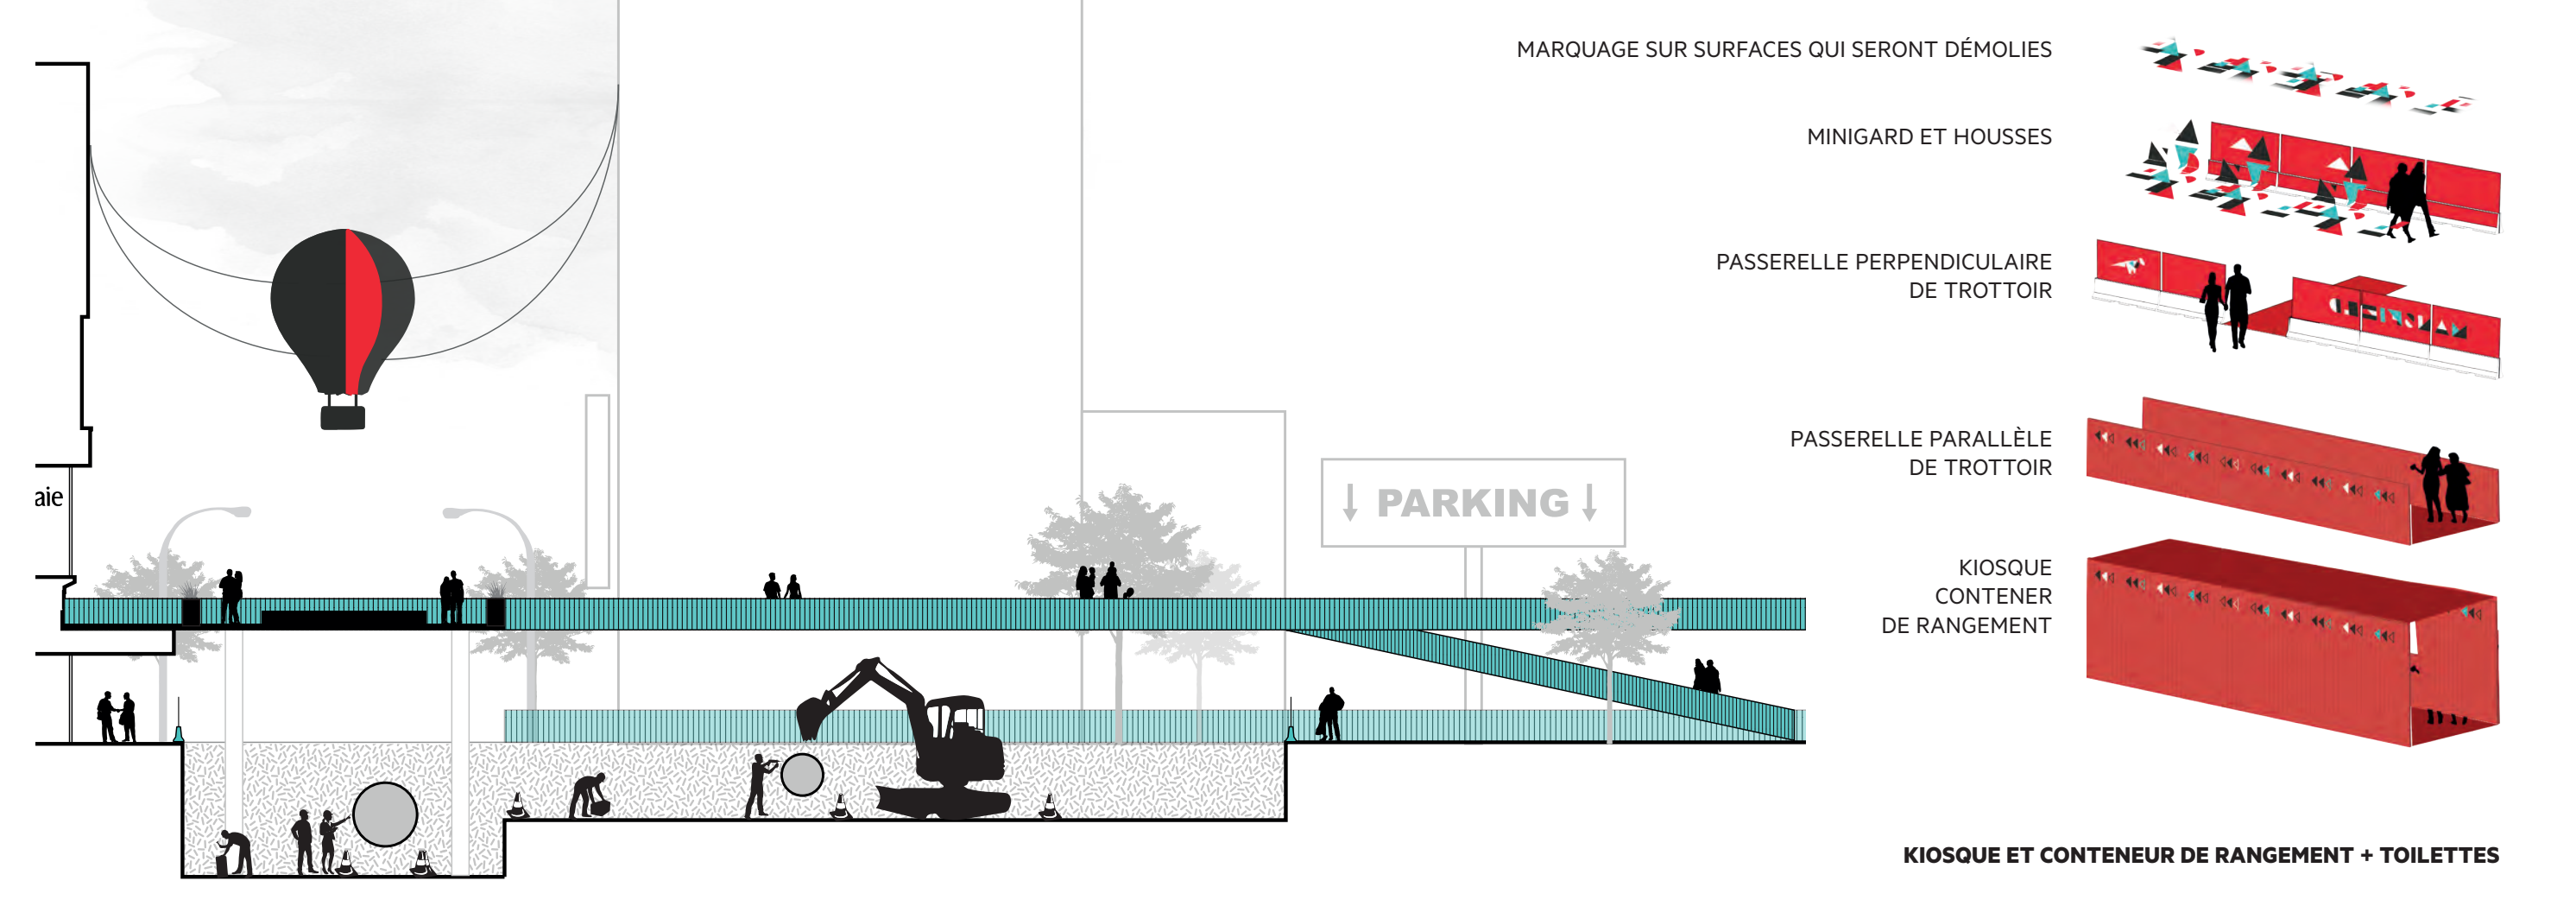 MARQUAGE SUR SURFACES QUI SERONT DÉMOLIES
MINIGARD ET HOUSSES
PASSERELLE PERPENDICULAIRE
DE TROTTOIR
PASSERELLE PARALLÈLE
DE TROTTOIR
KIOSQUE
CONTENER
DE RANGEMENT
KIOSQUE ET CONTENEUR DE RANGEMENT + TOILETTES
aie
↓ PARKING ↓